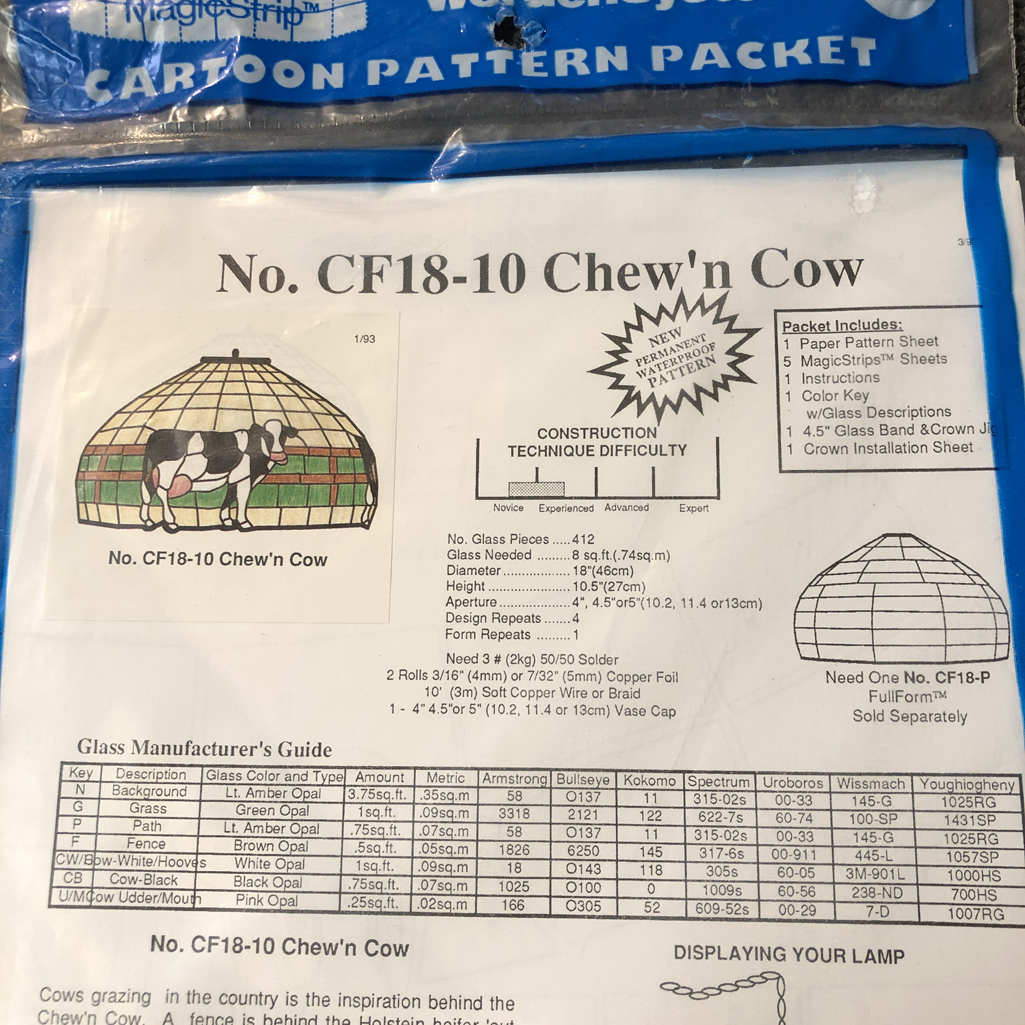 MagicStrip™
CARTOON PATTERN PACKET
No. CF18-10 Chew'n Cow
1/93
No. CF18-10 Chew'n Cow
NEW
PERMANENT
WATERPROOF
PATTERN
Packet Includes:
1 Paper Pattern Sheet
5 MagicStrips™ Sheets
1 Instructions
1 Color Key
w/Glass Descriptions
1 4.5" Glass Band &Crown Jig
1 Crown Installation Sheet
CONSTRUCTION
TECHNIQUE DIFFICULTY
Novice Experienced Advanced Expert
No. Glass Pieces .....412
Glass Needed ........8 sq.ft.(.74sq.m)
Diameter.................18"(46cm)
Height.....................10.5"(27cm)
Aperture..................4", 4.5"or5"(10.2, 11.4 or13cm)
Design Repeats.......4
Form Repeats .........1
Need 3 # (2kg) 50/50 Solder
2 Rolls 3/16" (4mm) or 7/32" (5mm) Copper Foil
10' (3m) Soft Copper Wire or Braid
1 - 4" 4.5"or 5" (10.2, 11.4 or 13cm) Vase Cap
Need One No. CF18-P
FullForm™
Sold Separately
Glass Manufacturer's Guide
Key Description Glass Color and Type Amount Metric Armstrong Bullseye Kokomo Spectrum Uroboros Wissmach Youghiogheny
N Background Lt. Amber Opal 3.75sq.ft. .35sq.m 58 O137 11 315-02s 00-33 145-G 1025RG
G Grass Green Opal 1sq.ft. .09sq.m 3318 2121 122 622-7s 60-74 100-SP 1431SP
P Path Lt. Amber Opal .75sq.ft. .07sq.m 58 O137 11 315-02s 00-33 145-G 1025RG
F Fence Brown Opal .5sq.ft. .05sq.m 1826 6250 145 317-6s 00-911 445-L 1057SP
CW/Bow-White/Hooves White Opal 1sq.ft. .09sq.m 18 O143 118 305s 60-05 3M-901L 1000HS
CB Cow-Black Black Opal .75sq.ft. .07sq.m 1025 O100 0 1009s 60-56 238-ND 700HS
U/MCow Udder/Mouth Pink Opal .25sq.ft. .02sq.m 166 O305 52 609-52s 00-29 7-D 1007RG
No. CF18-10 Chew'n Cow
DISPLAYING YOUR LAMP
Cows grazing in the country is the inspiration behind the
Chew'n Cow. A fence is behind the Holstein heifer 'out